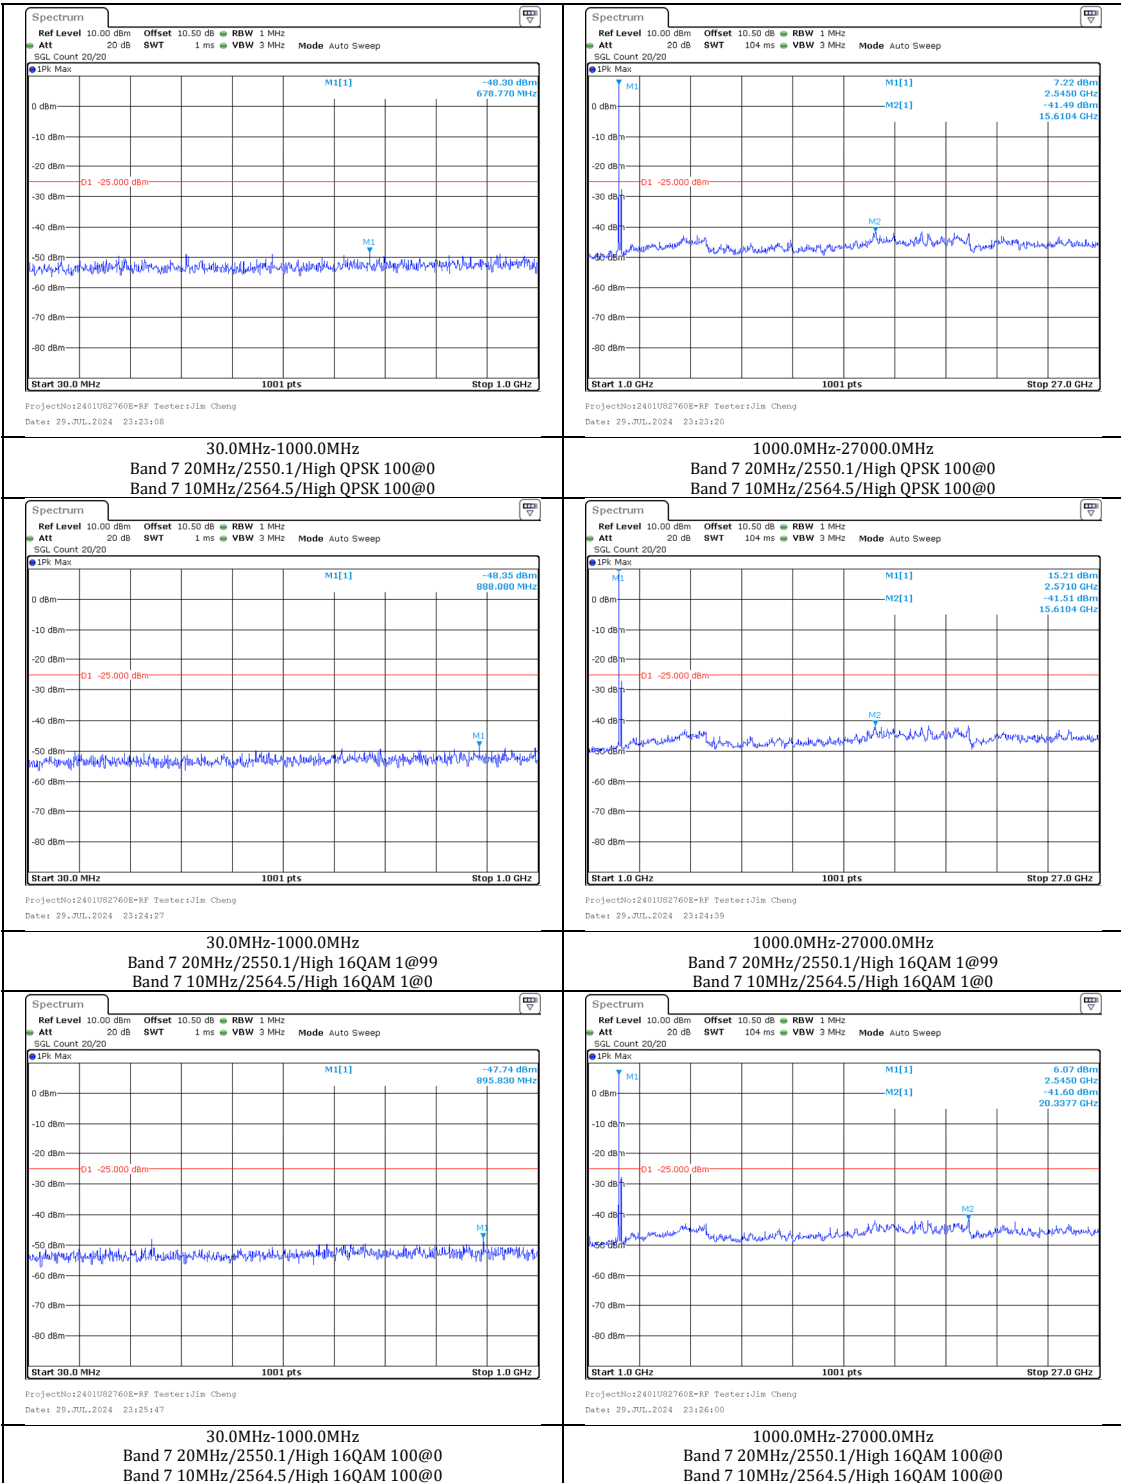 Spectrum
Ref Level 10.00 dBm Offset 10.50 dB RBW 1 MHz
Att 20 dB SWT 1 ms VBW 3 MHz Mode Auto Sweep
SGL Count 20/20
1Pk Max
M1[1] -48.30 dBm
678.770 MHz
0 dBm
-10 dBm
-20 dBm
D1 -25.000 dBm
-30 dBm
-40 dBm
M1
-50 dBm
-60 dBm
-70 dBm
-80 dBm
Start 30.0 MHz 1001 pts Stop 1.0 GHz
ProjectNo:2401U82760E-RF Tester:Jim Cheng
Date: 29.JUL.2024 23:23:08
30.0MHz-1000.0MHz
Band 7 20MHz/2550.1/High QPSK 100@0
Band 7 10MHz/2564.5/High QPSK 100@0
Spectrum
Ref Level 10.00 dBm Offset 10.50 dB RBW 1 MHz
Att 20 dB SWT 104 ms VBW 3 MHz Mode Auto Sweep
SGL Count 20/20
1Pk Max
M1
M1[1] 7.22 dBm
2.5450 GHz
0 dBm
M2[1] -41.49 dBm
15.6104 GHz
-10 dBm
-20 dBm
D1 -25.000 dBm
-30 dBm
-40 dBm
M2
-50 dBm
-60 dBm
-70 dBm
-80 dBm
Start 1.0 GHz 1001 pts Stop 27.0 GHz
ProjectNo:2401U82760E-RF Tester:Jim Cheng
Date: 29.JUL.2024 23:23:20
1000.0MHz-27000.0MHz
Band 7 20MHz/2550.1/High QPSK 100@0
Band 7 10MHz/2564.5/High QPSK 100@0
Spectrum
Ref Level 10.00 dBm Offset 10.50 dB RBW 1 MHz
Att 20 dB SWT 1 ms VBW 3 MHz Mode Auto Sweep
SGL Count 20/20
1Pk Max
M1[1] -48.35 dBm
888.080 MHz
0 dBm
-10 dBm
-20 dBm
D1 -25.000 dBm
-30 dBm
-40 dBm
M1
-50 dBm
-60 dBm
-70 dBm
-80 dBm
Start 30.0 MHz 1001 pts Stop 1.0 GHz
ProjectNo:2401U82760E-RF Tester:Jim Cheng
Date: 29.JUL.2024 23:24:27
30.0MHz-1000.0MHz
Band 7 20MHz/2550.1/High 16QAM 1@99
Band 7 10MHz/2564.5/High 16QAM 1@0
Spectrum
Ref Level 10.00 dBm Offset 10.50 dB RBW 1 MHz
Att 20 dB SWT 104 ms VBW 3 MHz Mode Auto Sweep
SGL Count 20/20
1Pk Max
M1
M1[1] 15.21 dBm
2.5710 GHz
0 dBm
M2[1] -41.51 dBm
15.6104 GHz
-10 dBm
-20 dBm
D1 -25.000 dBm
-30 dBm
-40 dBm
M2
-50 dBm
-60 dBm
-70 dBm
-80 dBm
Start 1.0 GHz 1001 pts Stop 27.0 GHz
ProjectNo:2401U82760E-RF Tester:Jim Cheng
Date: 29.JUL.2024 23:24:39
1000.0MHz-27000.0MHz
Band 7 20MHz/2550.1/High 16QAM 1@99
Band 7 10MHz/2564.5/High 16QAM 1@0
Spectrum
Ref Level 10.00 dBm Offset 10.50 dB RBW 1 MHz
Att 20 dB SWT 1 ms VBW 3 MHz Mode Auto Sweep
SGL Count 20/20
1Pk Max
M1[1] -47.74 dBm
895.830 MHz
0 dBm
-10 dBm
-20 dBm
D1 -25.000 dBm
-30 dBm
-40 dBm
M1
-50 dBm
-60 dBm
-70 dBm
-80 dBm
Start 30.0 MHz 1001 pts Stop 1.0 GHz
ProjectNo:2401U82760E-RF Tester:Jim Cheng
Date: 29.JUL.2024 23:25:47
30.0MHz-1000.0MHz
Band 7 20MHz/2550.1/High 16QAM 100@0
Band 7 10MHz/2564.5/High 16QAM 100@0
Spectrum
Ref Level 10.00 dBm Offset 10.50 dB RBW 1 MHz
Att 20 dB SWT 104 ms VBW 3 MHz Mode Auto Sweep
SGL Count 20/20
1Pk Max
M1
M1[1] 6.07 dBm
2.5450 GHz
0 dBm
M2[1] -41.60 dBm
20.3377 GHz
-10 dBm
-20 dBm
D1 -25.000 dBm
-30 dBm
-40 dBm
M2
-50 dBm
-60 dBm
-70 dBm
-80 dBm
Start 1.0 GHz 1001 pts Stop 27.0 GHz
ProjectNo:2401U82760E-RF Tester:Jim Cheng
Date: 29.JUL.2024 23:26:00
1000.0MHz-27000.0MHz
Band 7 20MHz/2550.1/High 16QAM 100@0
Band 7 10MHz/2564.5/High 16QAM 100@0